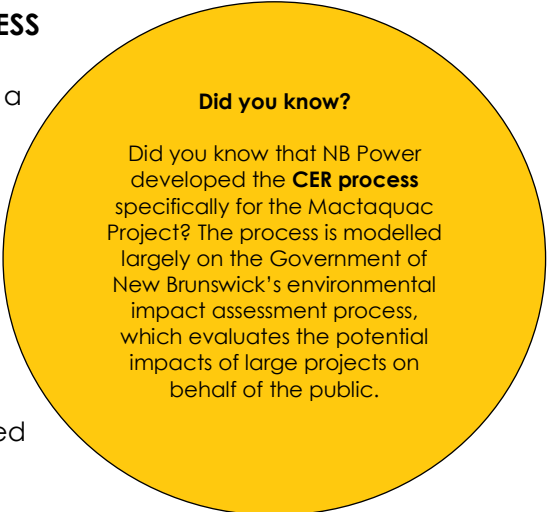 ESS
a
Did you know?
Did you know that NB Power
developed the CER process
specifically for the Mactaquac
Project? The process is modelled
largely on the Government of
New Brunswick's environmental
impact assessment process,
which evaluates the potential
impacts of large projects on
behalf of the public.
ed